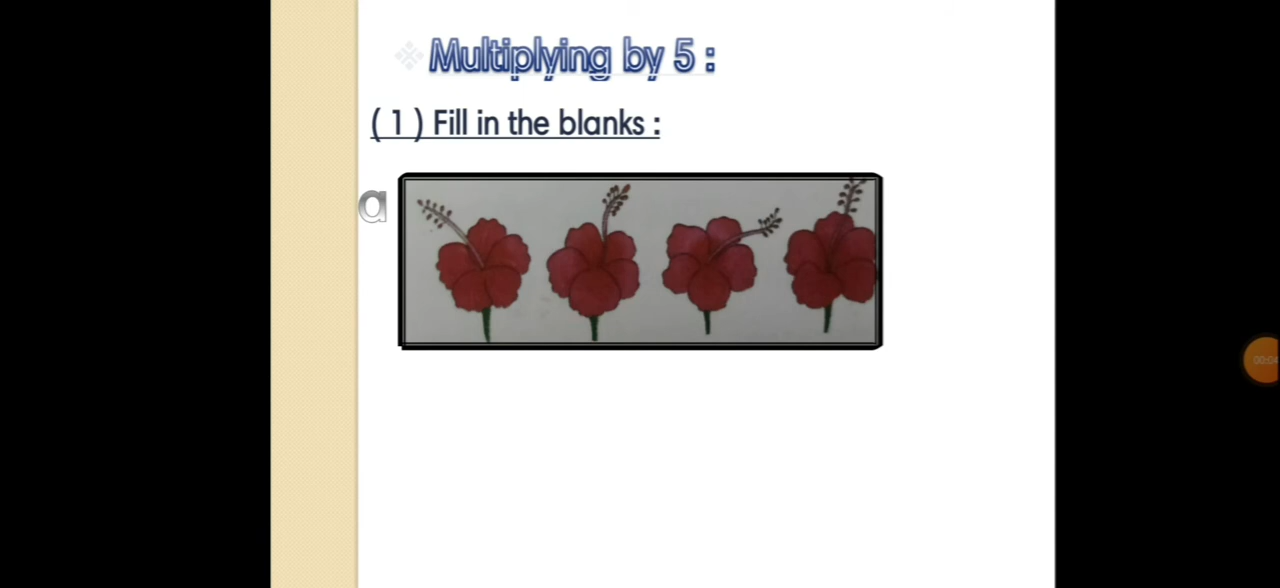 Multiplying by 5 :
( 1 ) Fill in the blanks :
a